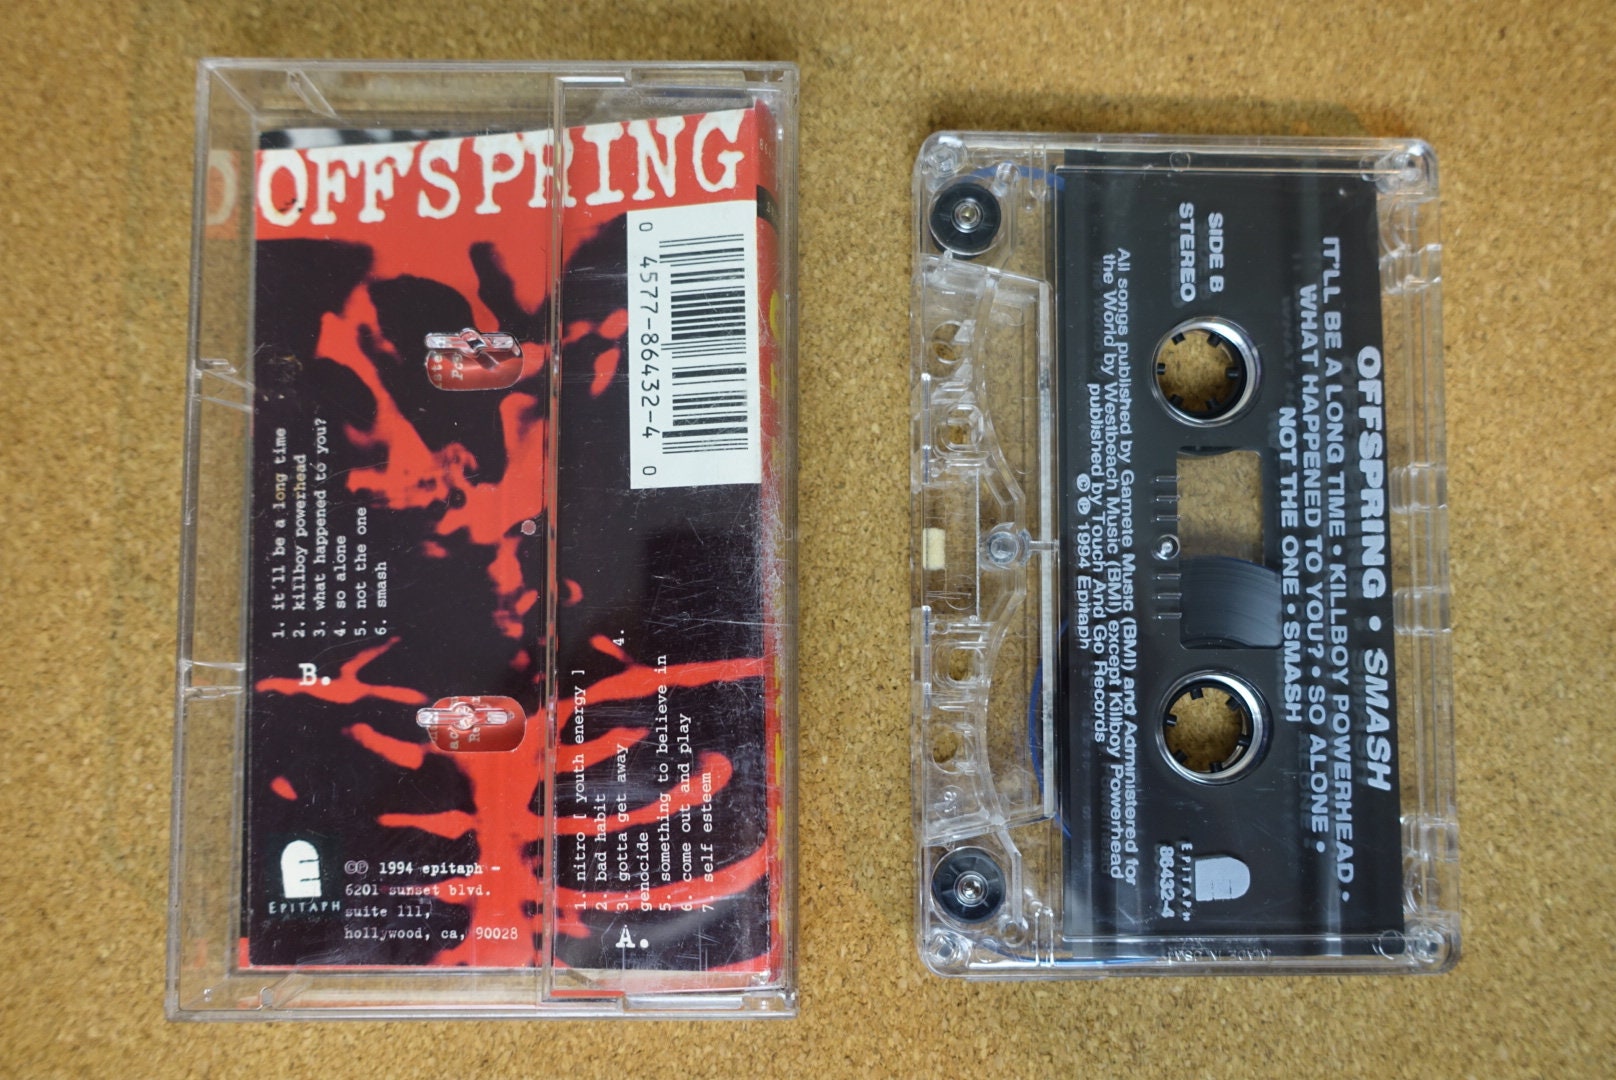 OFFSPRING
0 4577-86432-4 0
B.
1. it'll be a long time
2. killboy powerhead
3. what happened to you?
4. so alone
5. not the one
6. smash
A.
1. nitro [ youth energy ]
2. bad habit
3. gotta get away
4.
genocide
5. something to believe in
6. come out and play
7. self esteem
EPITAPH
©℗ 1994 epitaph -
6201 sunset blvd.
suite 111,
hollywood, ca, 90028
OFFSPRING • SMASH
IT'LL BE A LONG TIME • KILLBOY POWERHEAD •
WHAT HAPPENED TO YOU? • SO ALONE •
NOT THE ONE • SMASH
SIDE B
STEREO
EPITAPH
86432-4
All songs published by Gamete Music (BMI) and Administered for
the World by Westbeach Music (BMI) except Killboy Powerhead
published by Touch And Go Records
©℗ 1994 Epitaph
MADE IN USA